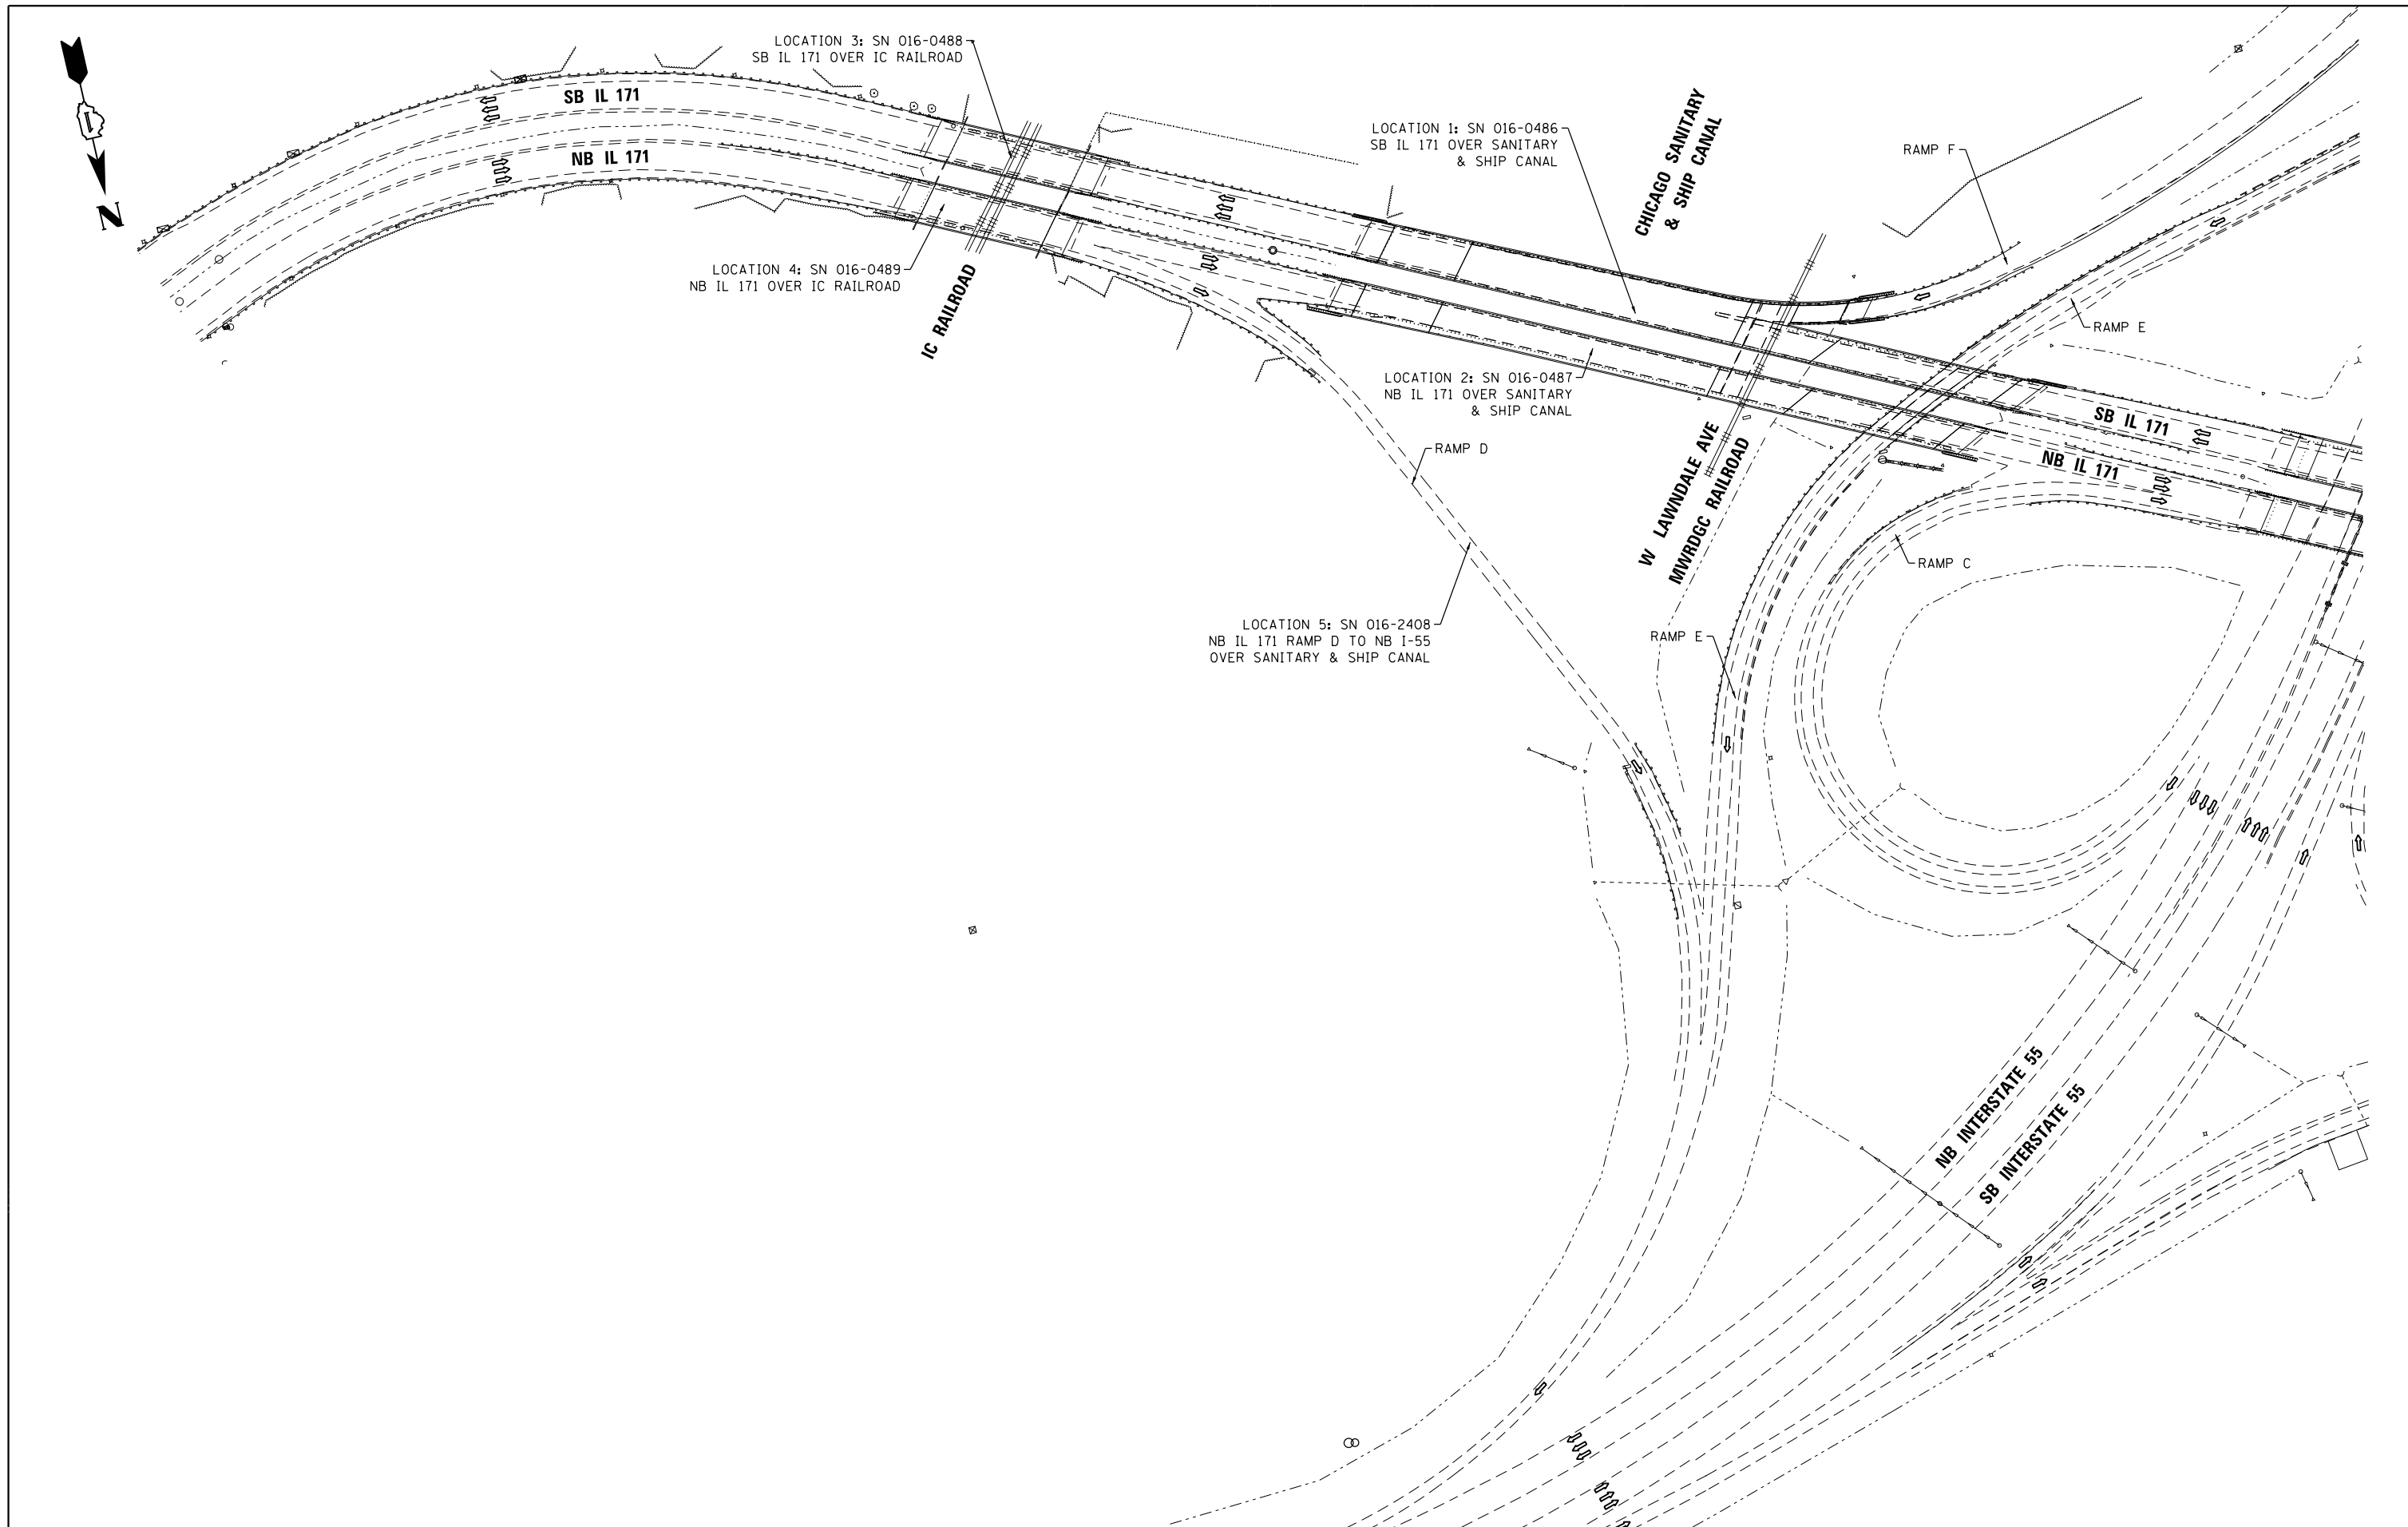 LOCATION 3: SN 016-0488
SB IL 171 OVER IC RAILROAD
SB IL 171
NB IL 171
N
LOCATION 4: SN 016-0489
NB IL 171 OVER IC RAILROAD
IC RAILROAD
LOCATION 1: SN 016-0486
SB IL 171 OVER SANITARY
& SHIP CANAL
CHICAGO SANITARY
& SHIP CANAL
RAMP F
RAMP E
LOCATION 2: SN 016-0487
NB IL 171 OVER SANITARY
& SHIP CANAL
SB IL 171
NB IL 171
RAMP D
W LAWNDALE AVE
MWRDGC RAILROAD
RAMP C
LOCATION 5: SN 016-2408
NB IL 171 RAMP D TO NB I-55
OVER SANITARY & SHIP CANAL
RAMP E
NB INTERSTATE 55
SB INTERSTATE 55